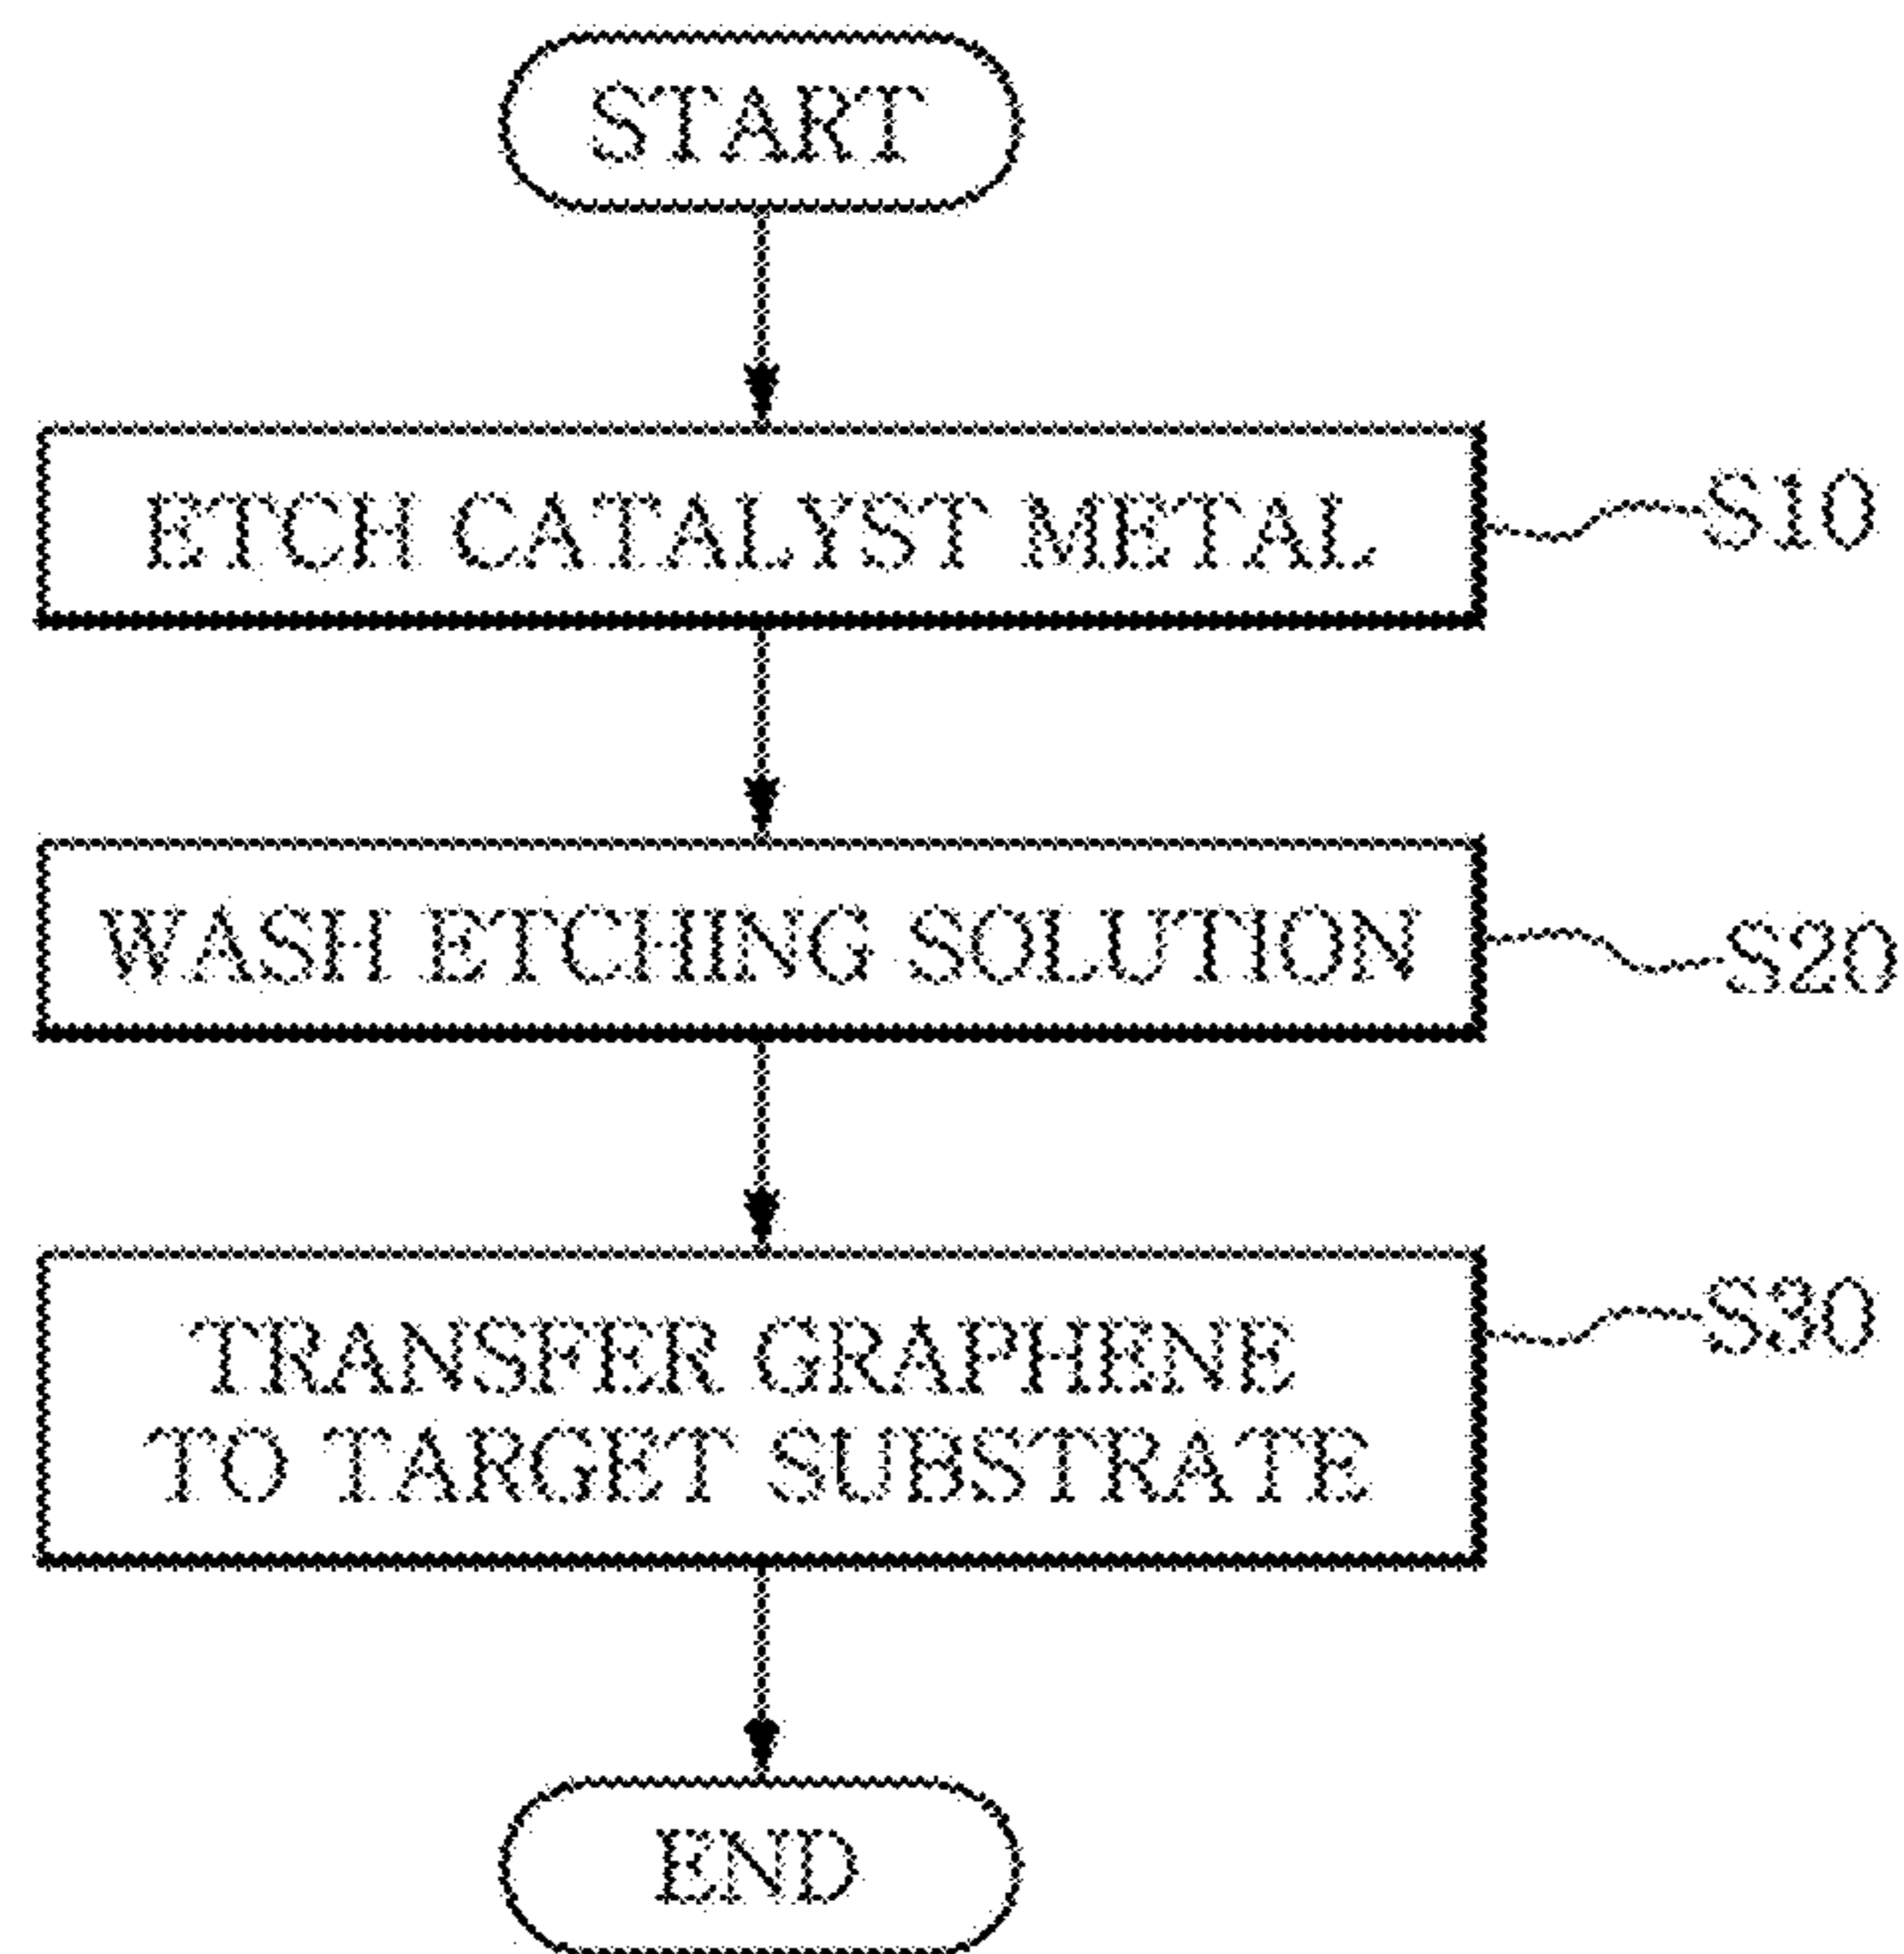 START
ETCH CATALYST METAL
S10
WASH ETCHING SOLUTION
S20
TRANSFER GRAPHENE
TO TARGET SUBSTRATE
S30
END